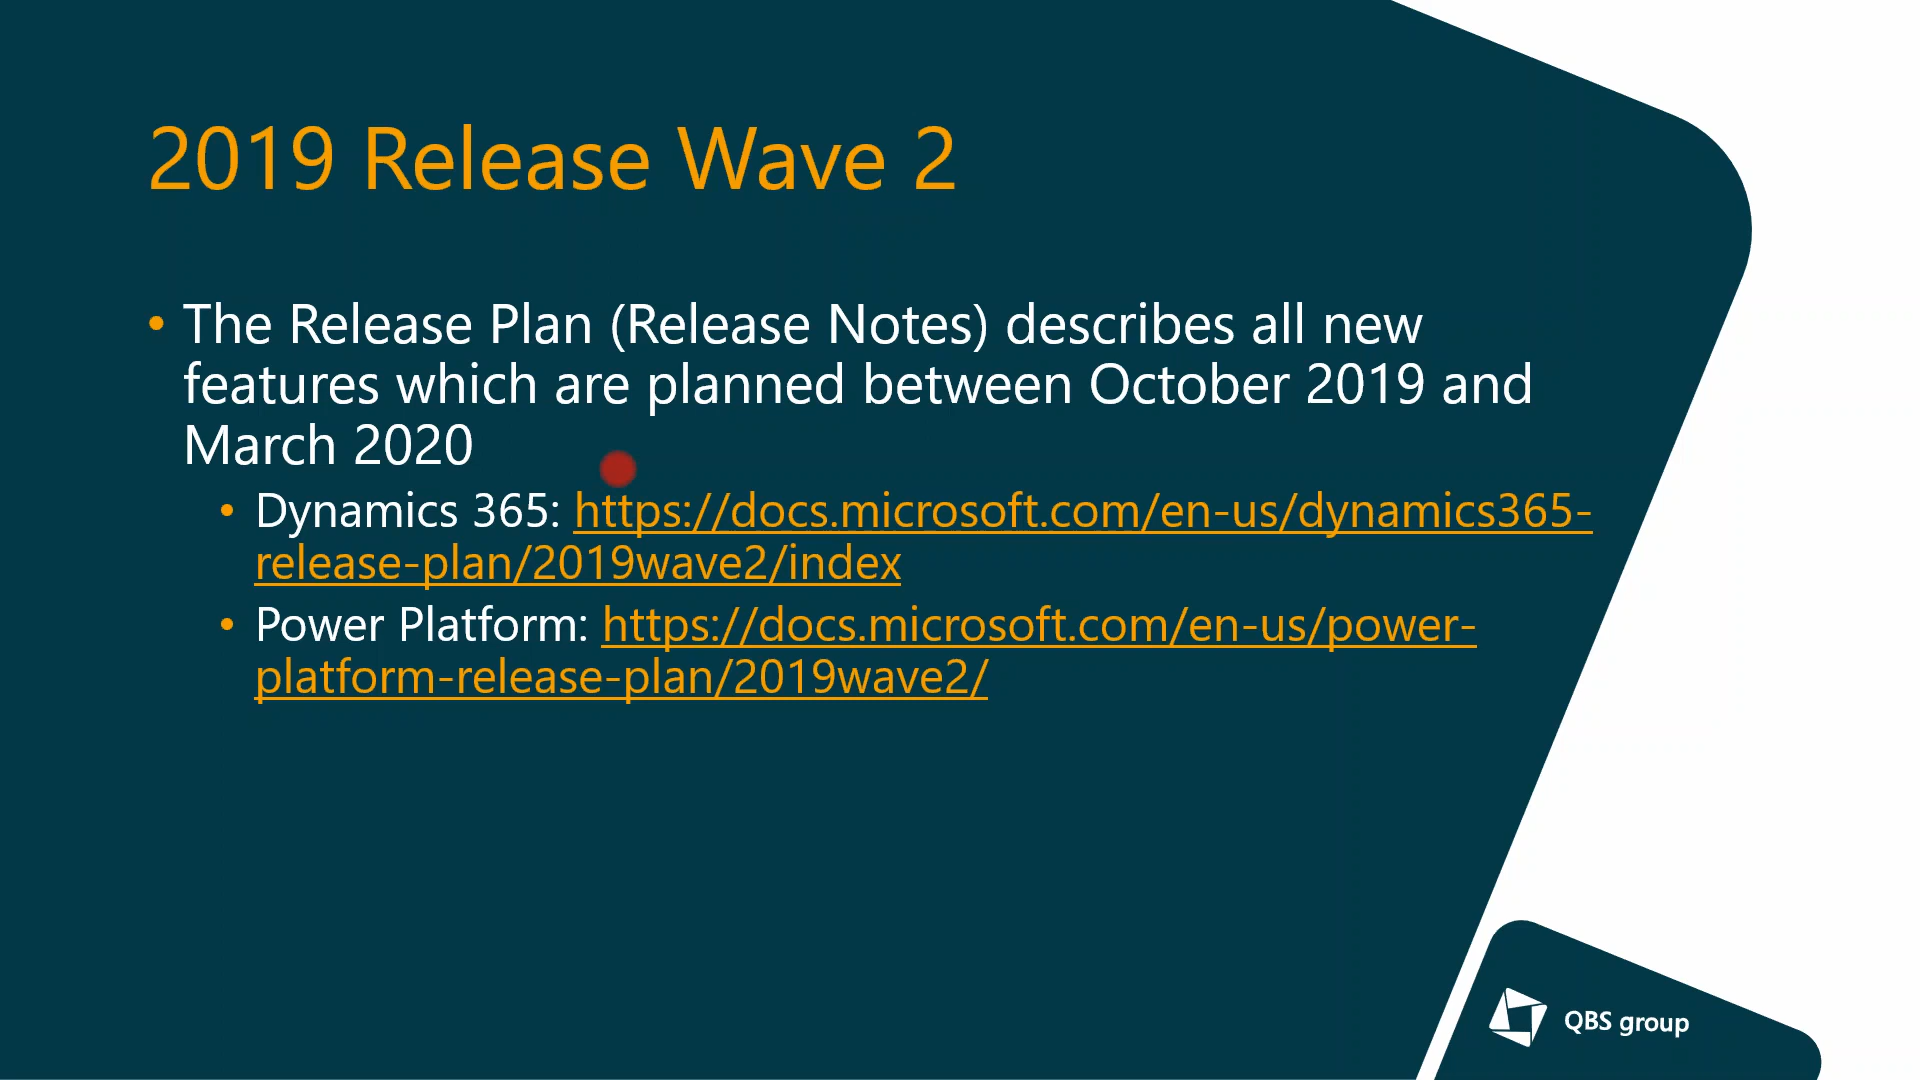 2019 Release Wave 2
• The Release Plan (Release Notes) describes all new
features which are planned between October 2019 and
March 2020
• Dynamics 365: https://docs.microsoft.com/en-us/dynamics365-
release-plan/2019wave2/index
• Power Platform: https://docs.microsoft.com/en-us/power-
platform-release-plan/2019wave2/
QBS group